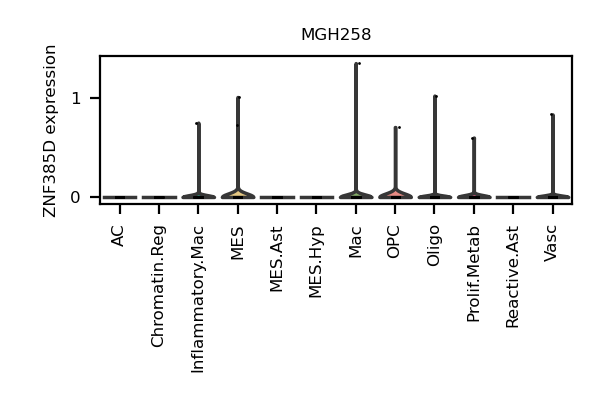 MGH258
ZNF385D expression
1
0
AC
Chromatin.Reg
Inflammatory.Mac
MES
MES.Ast
MES.Hyp
Mac
OPC
Oligo
Prolif.Metab
Reactive.Ast
Vasc